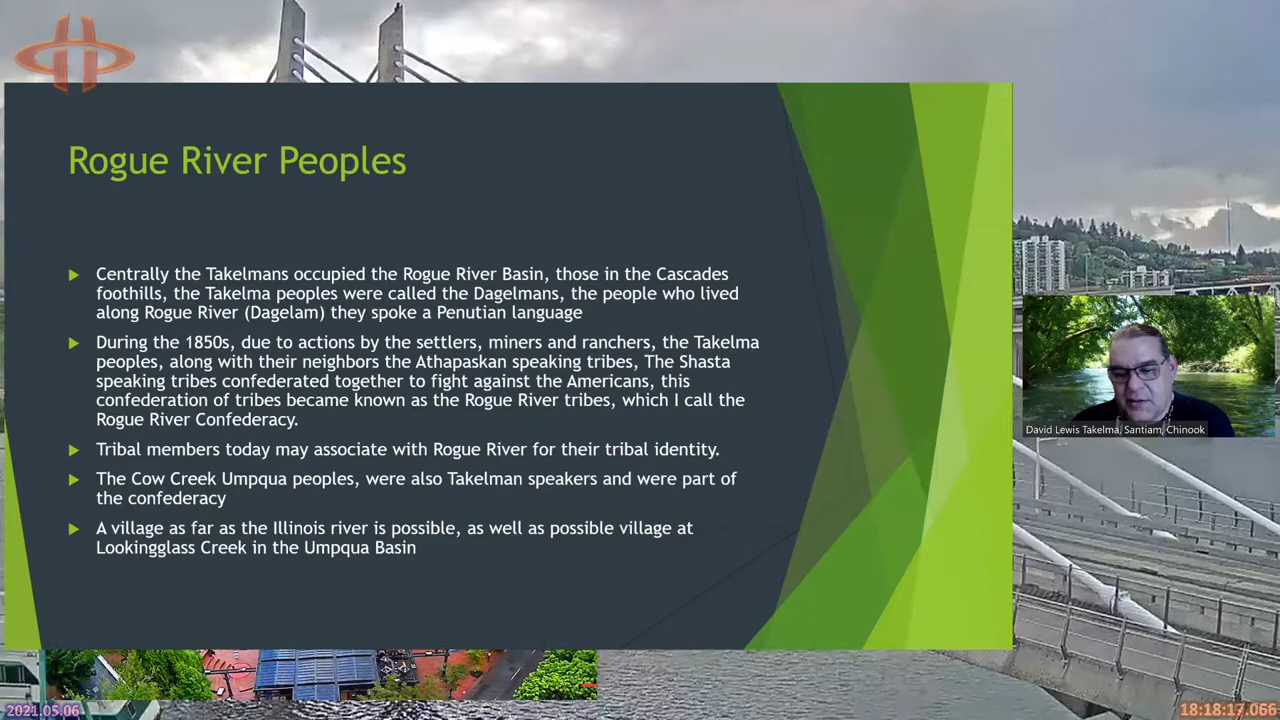 Rogue River Peoples
Centrally the Takelmans occupied the Rogue River Basin, those in the Cascades
foothills, the Takelma peoples were called the Dagelmans, the people who lived
along Rogue River (Dagelam) they spoke a Penutian language
During the 1850s, due to actions by the settlers, miners and ranchers, the Takelma
peoples, along with their neighbors the Athapaskan speaking tribes, The Shasta
speaking tribes confederated together to fight against the Americans, this
confederation of tribes became known as the Rogue River tribes, which I call the
Rogue River Confederacy.
Tribal members today may associate with Rogue River for their tribal identity.
The Cow Creek Umpqua peoples, were also Takelman speakers and were part of
the confederacy
A village as far as the Illinois river is possible, as well as possible village at
Lookingglass Creek in the Umpqua Basin
David Lewis Takelma, Santiam, Chinook
2021.05.06
18:18:17.066